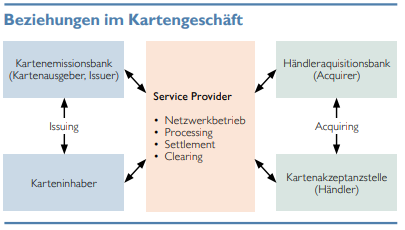 Beziehungen im Kartengeschäft
Kartenemissionsbank
(Kartenausgeber, Issuer)
Issuing
Karteninhaber
Service Provider
• Netzwerkbetrieb
• Processing
• Settlement
• Clearing
Händleraquisitionsbank
(Acquirer)
Acquiring
Kartenakzeptanzstelle
(Händler)